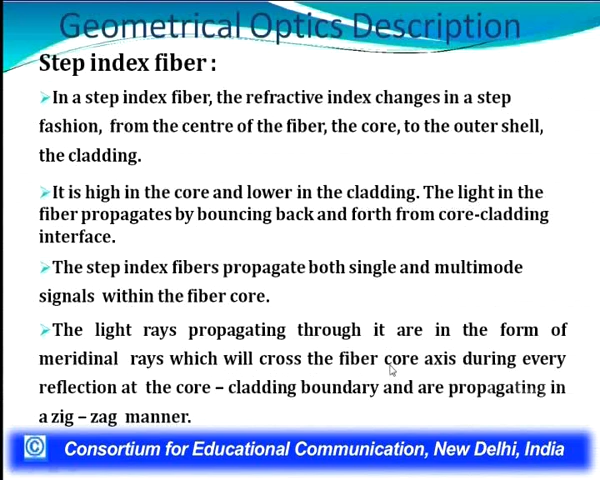 Geometrical Optics Description
Step index fiber :
➢In a step index fiber, the refractive index changes in a step
fashion, from the centre of the fiber, the core, to the outer shell,
the cladding.
➢It is high in the core and lower in the cladding. The light in the
fiber propagates by bouncing back and forth from core-cladding
interface.
➢The step index fibers propagate both single and multimode
signals within the fiber core.
➢The light rays propagating through it are in the form of
meridinal rays which will cross the fiber core axis during every
reflection at the core – cladding boundary and are propagating in
a zig – zag manner.
© Consortium for Educational Communication, New Delhi, India